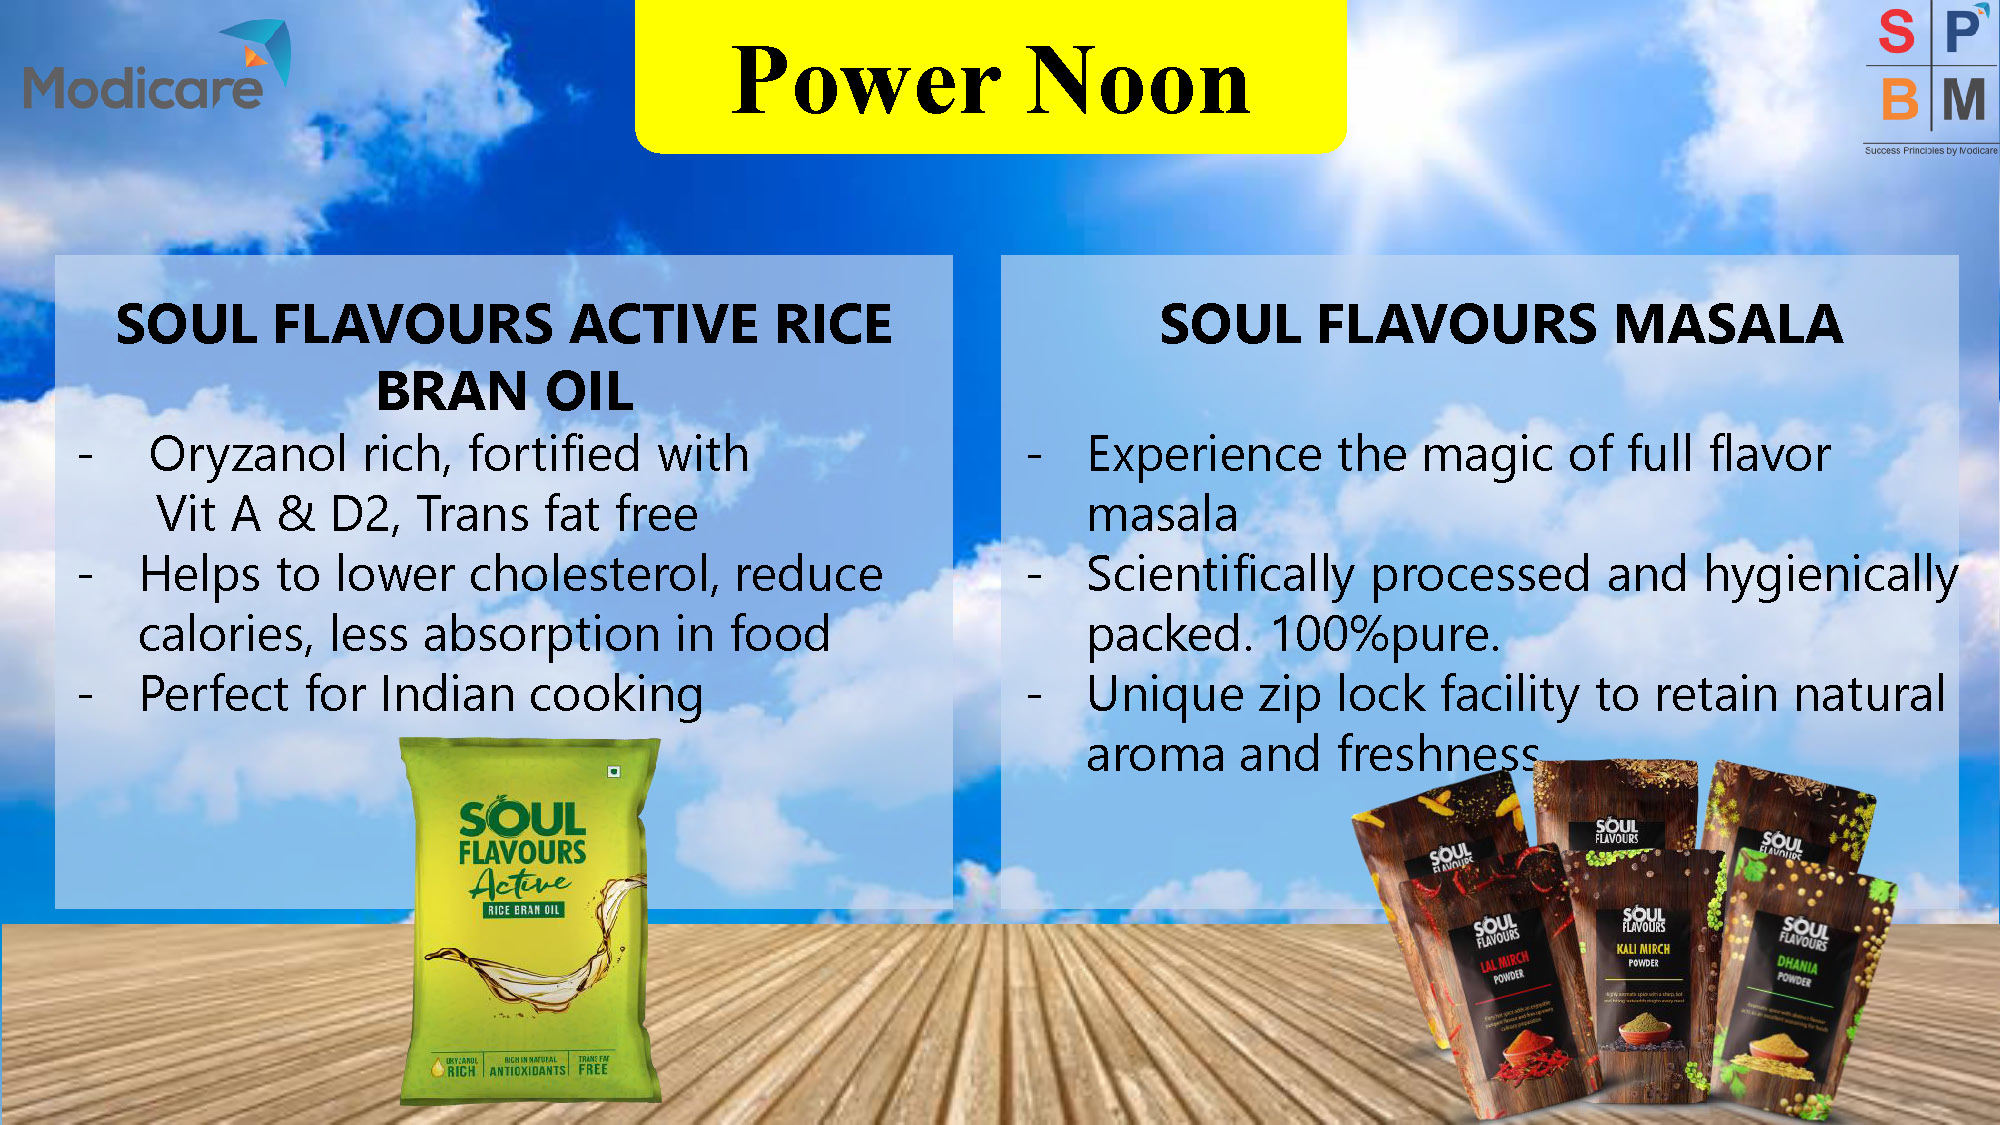 Modicare
Power Noon
S P
B M
Success Principles by Modicare
SOUL FLAVOURS ACTIVE RICE
BRAN OIL
- Oryzanol rich, fortified with
Vit A & D2, Trans fat free
- Helps to lower cholesterol, reduce
calories, less absorption in food
- Perfect for Indian cooking
SOUL FLAVOURS MASALA
- Experience the magic of full flavor
masala
- Scientifically processed and hygienically
packed. 100%pure.
- Unique zip lock facility to retain natural
aroma and freshness
SOUL
FLAVOURS
Active
RICE BRAN OIL
ORYZANOL
RICH
RICH IN NATURAL
ANTIOXIDANTS
TRANS FAT
FREE
SOUL
FLAVOURS
SOUL
FLAVOURS
SOUL
FLAVOURS
SOUL
FLAVOURS
LAL MIRCH
POWDER
SOUL
FLAVOURS
KALI MIRCH
POWDER
SOUL
FLAVOURS
DHANIA
POWDER